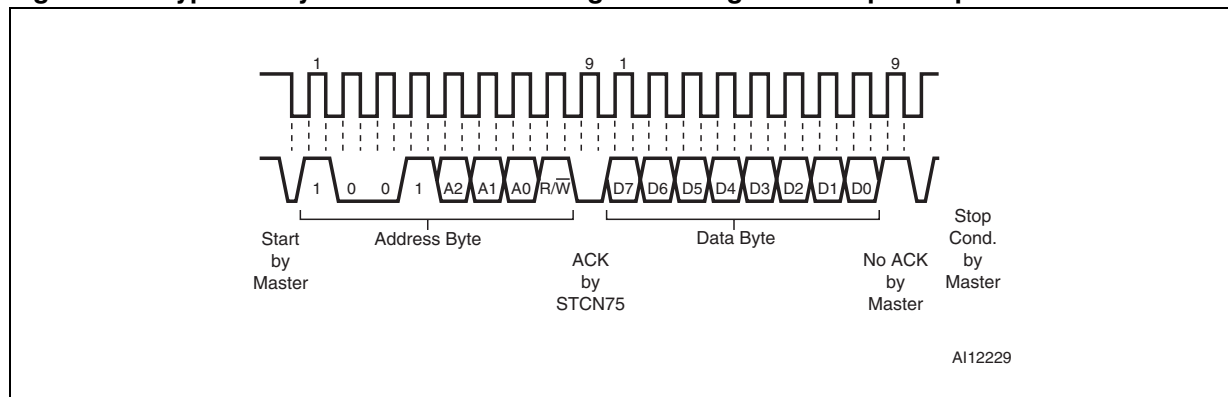 1 9 1 9
1 0 0 1 A2 A1 A0 R/W D7 D6 D5 D4 D3 D2 D1 D0
Start
by
Master
Address Byte
ACK
by
STCN75
Data Byte
No ACK
by
Master
Stop
Cond.
by
Master
AI12229